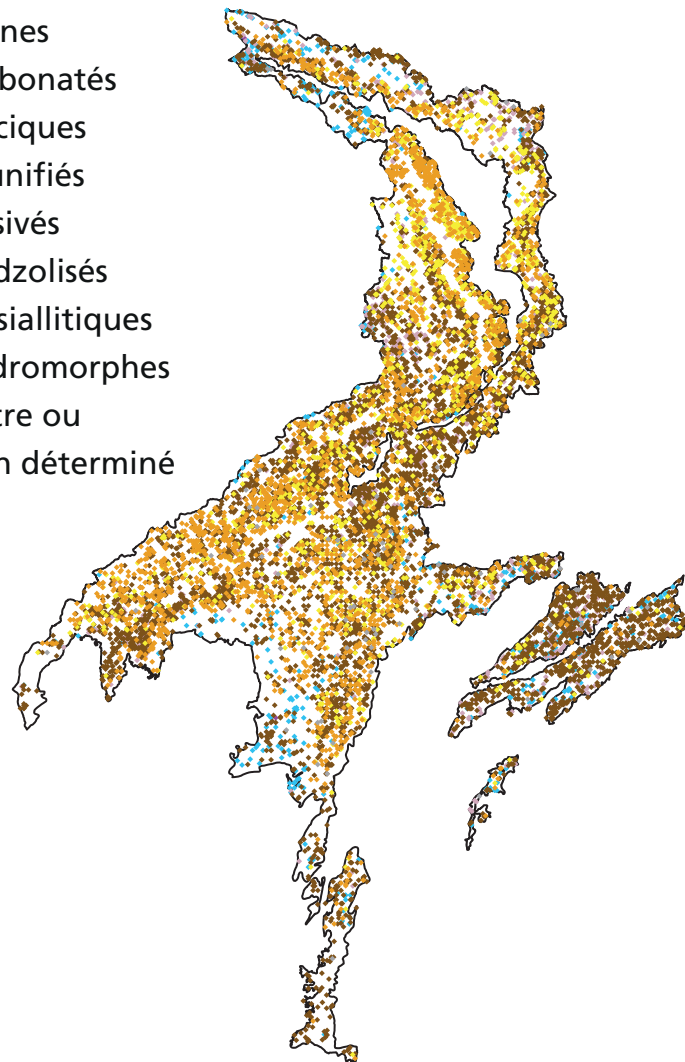 nes
bonatés
ciques
unifiés
sivés
dzolisés
siallitiques
dromorphes
tre ou
n déterminé